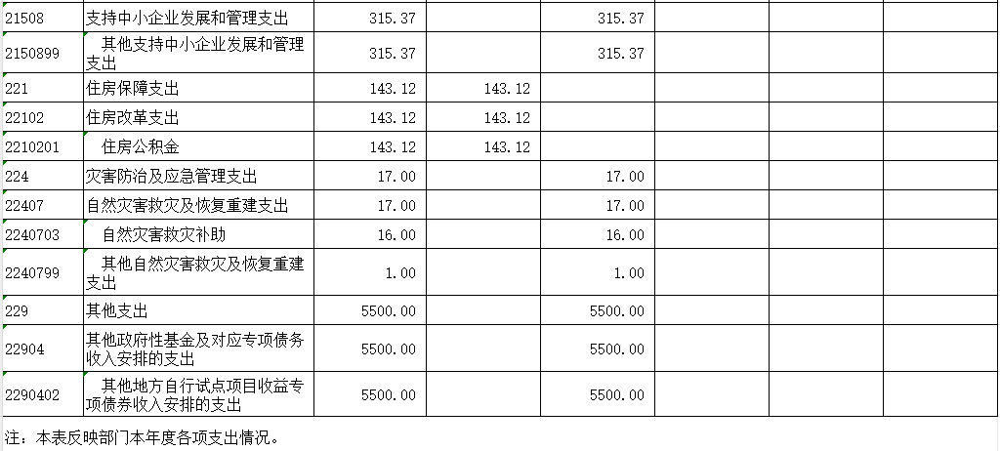 21508 支持中小企业发展和管理支出 315.37 315.37
2150899 其他支持中小企业发展和管理
支出 315.37 315.37
221 住房保障支出 143.12 143.12
22102 住房改革支出 143.12 143.12
2210201 住房公积金 143.12 143.12
224 灾害防治及应急管理支出 17.00 17.00
22407 自然灾害救灾及恢复重建支出 17.00 17.00
2240703 自然灾害救灾补助 16.00 16.00
2240799 其他自然灾害救灾及恢复重建
支出 1.00 1.00
229 其他支出 5500.00 5500.00
22904 其他政府性基金及对应专项债务
收入安排的支出 5500.00 5500.00
2290402 其他地方自行试点项目收益专
项债券收入安排的支出 5500.00 5500.00
注：本表反映部门本年度各项支出情况。